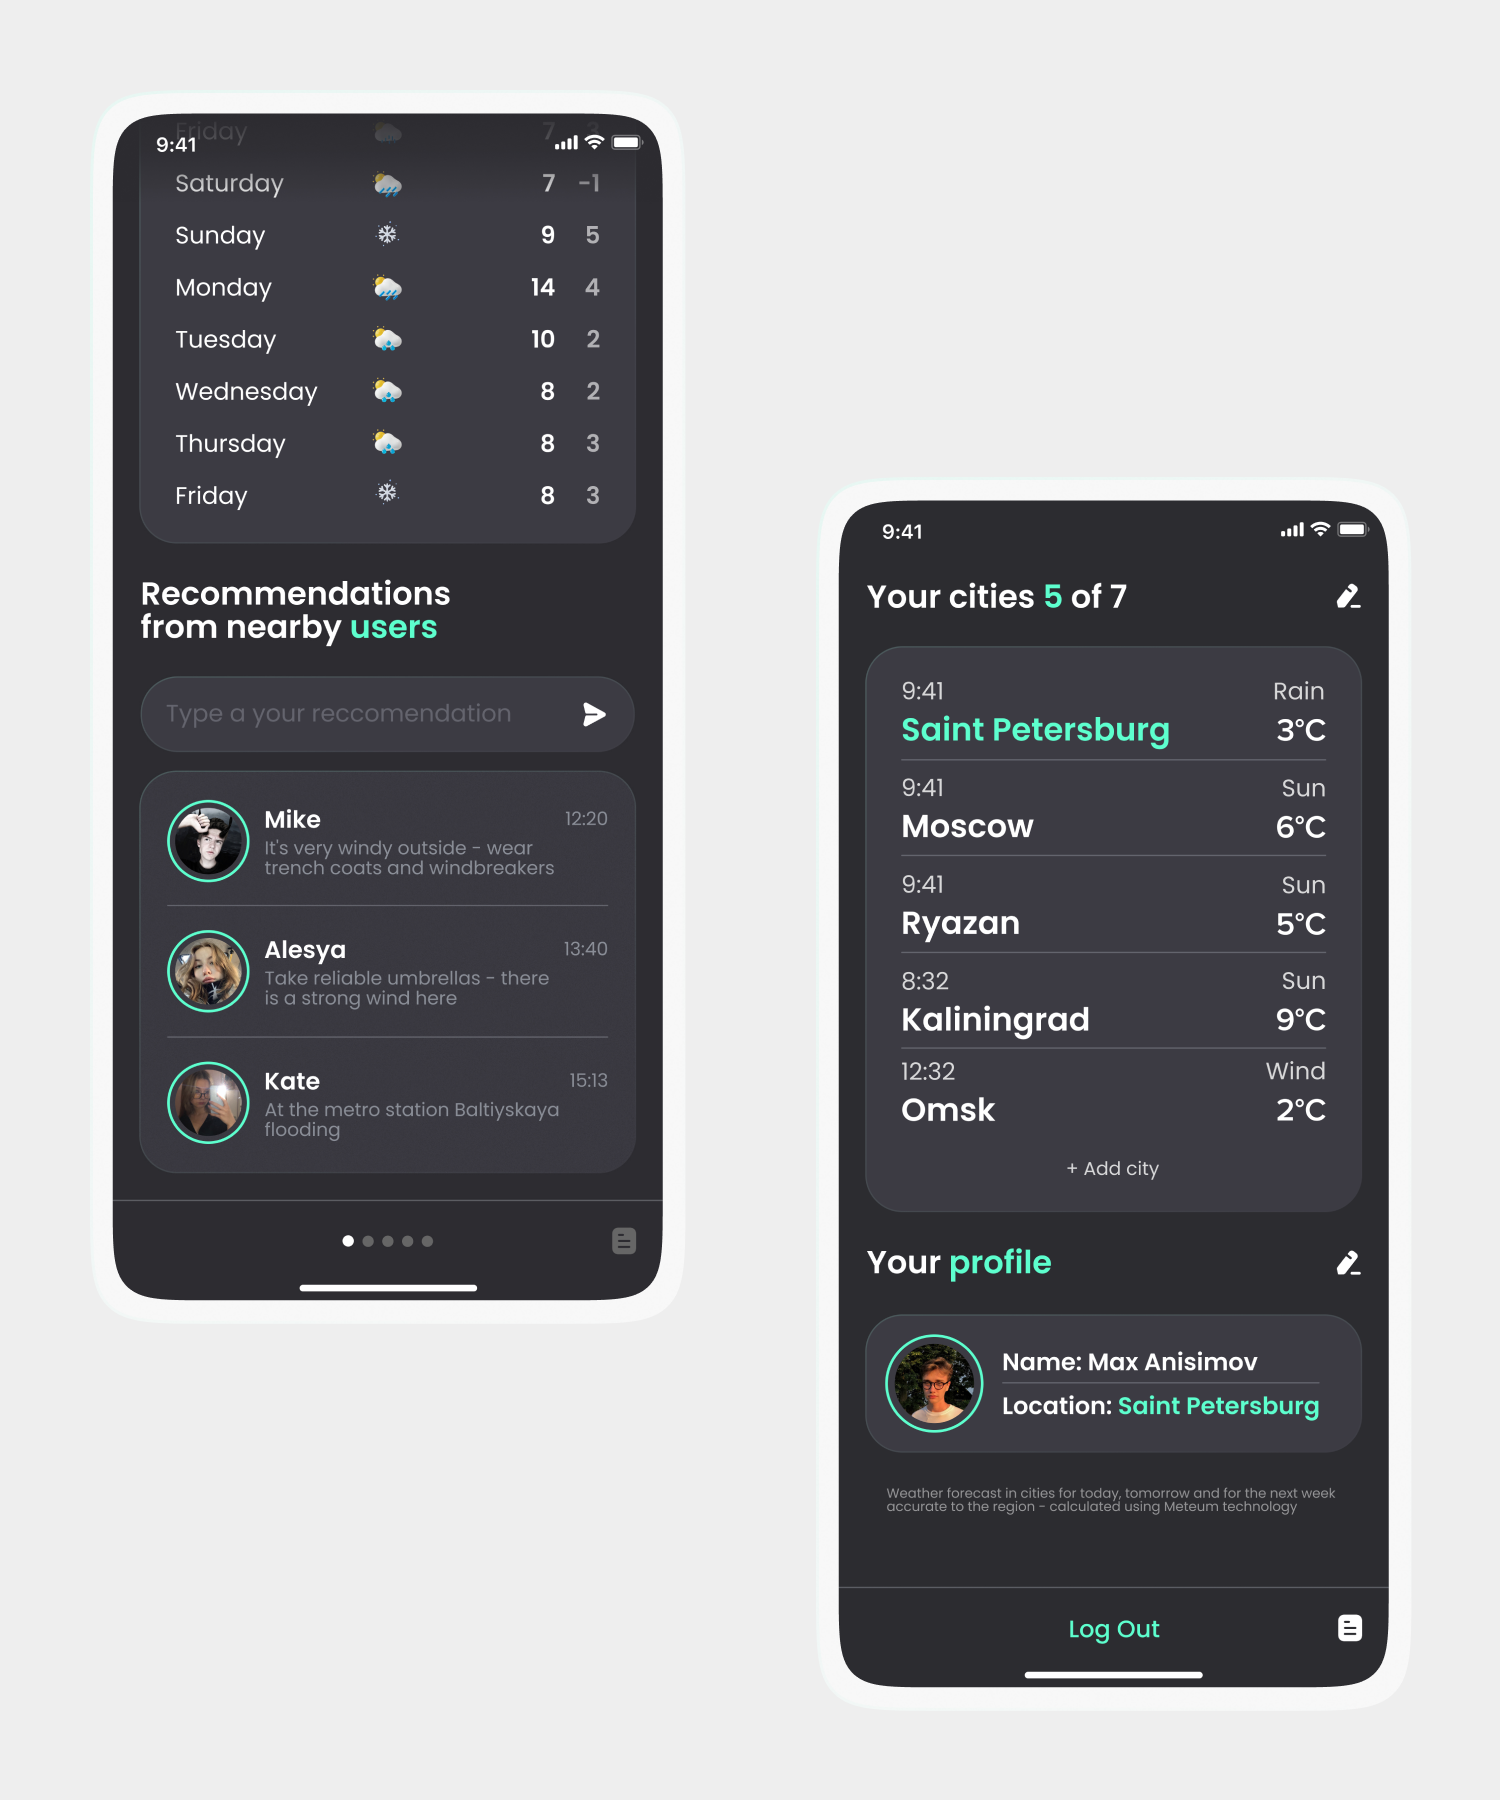 Friday 7 3
9:41
Saturday 7 -1
Sunday 9 5
Monday 14 4
Tuesday 10 2
Wednesday 8 2
Thursday 8 3
Friday 8 3
Recommendations
from nearby users
Type a your reccomendation
Mike 12:20
It's very windy outside - wear
trench coats and windbreakers
Alesya 13:40
Take reliable umbrellas - there
is a strong wind here
Kate 15:13
At the metro station Baltiyskaya
flooding
9:41
Your cities 5 of 7
9:41 Rain
Saint Petersburg 3°C
9:41 Sun
Moscow 6°C
9:41 Sun
Ryazan 5°C
8:32 Sun
Kaliningrad 9°C
12:32 Wind
Omsk 2°C
+ Add city
Your profile
Name: Max Anisimov
Location: Saint Petersburg
Weather forecast in cities for today, tomorrow and for the next week
accurate to the region - calculated using Meteum technology
Log Out